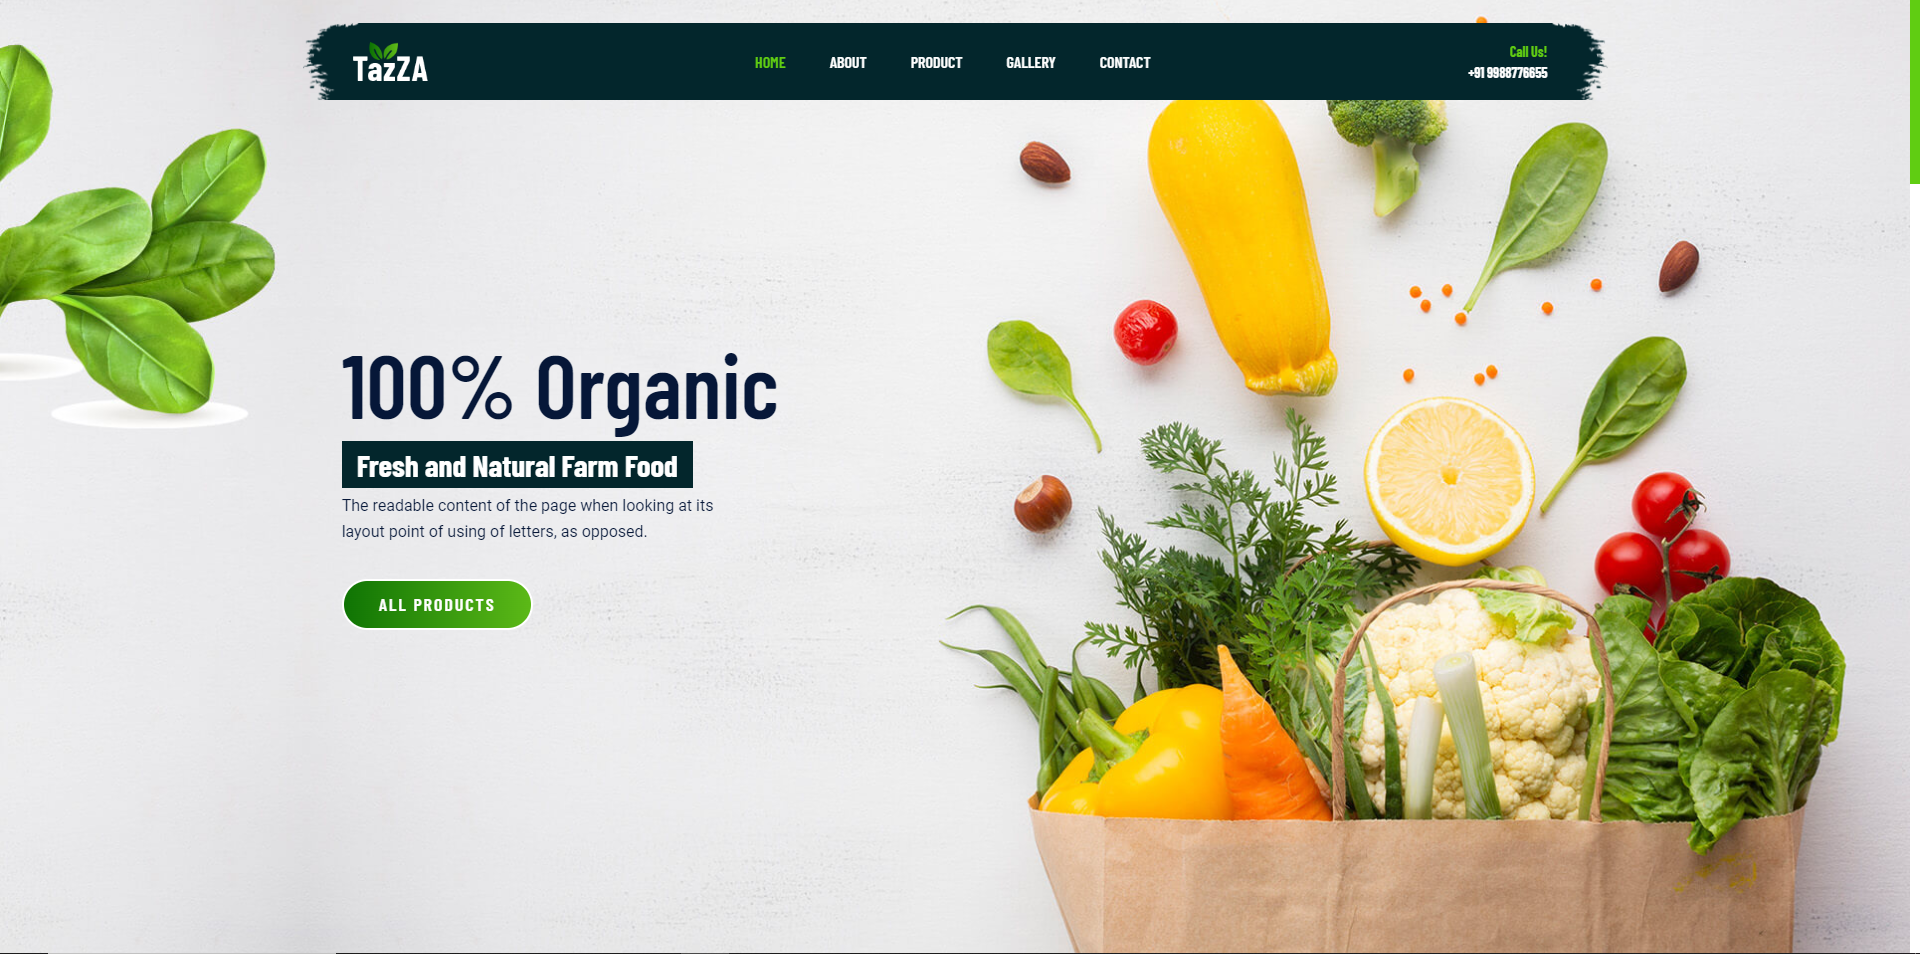 TazZA
HOME ABOUT PRODUCT GALLERY CONTACT
Call Us!
+91 9988776655
100% Organic
Fresh and Natural Farm Food
The readable content of the page when looking at its
layout point of using of letters, as opposed.
ALL PRODUCTS